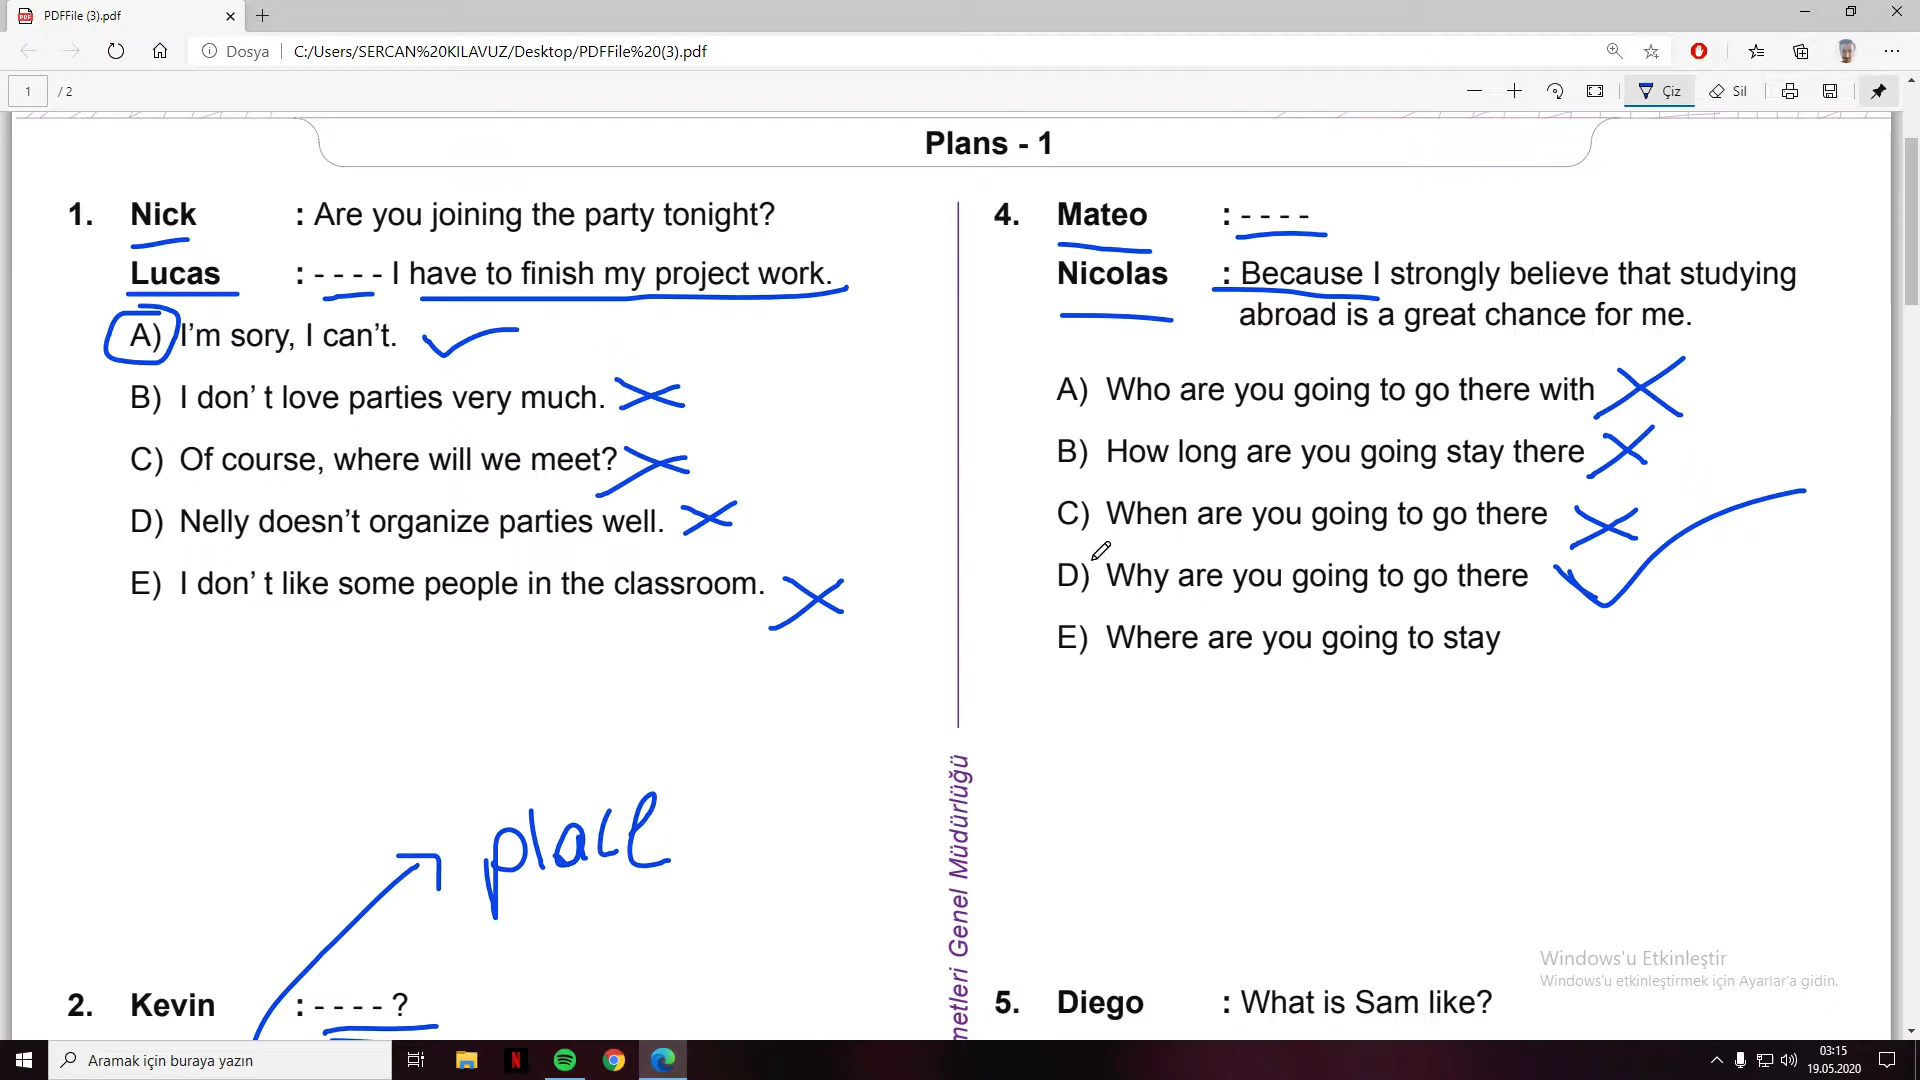 PDFFile (3).pdf
Dosya
C:/Users/SERCAN%20KILAVUZ/Desktop/PDFFile%20(3).pdf
1
/ 2
Çiz
Sil
Plans - 1
1. Nick : Are you joining the party tonight?
Lucas : - - - - I have to finish my project work.
A) I'm sory, I can't.
B) I don' t love parties very much.
C) Of course, where will we meet?
D) Nelly doesn't organize parties well.
E) I don' t like some people in the classroom.
place
2. Kevin : - - - - ?
metleri Genel Müdürlüğü
4. Mateo : - - - -
Nicolas : Because I strongly believe that studying
abroad is a great chance for me.
A) Who are you going to go there with
B) How long are you going stay there
C) When are you going to go there
D) Why are you going to go there
E) Where are you going to stay
5. Diego : What is Sam like?
Windows'u Etkinleştir
Windows'u etkinleştirmek için Ayarlar'a gidin.
Aramak için buraya yazın
03:15
19.05.2020